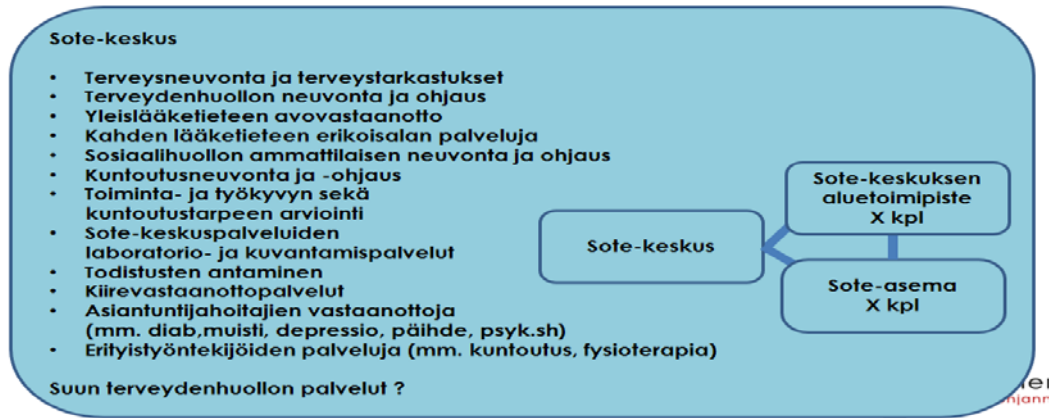 Sote-keskus
• Terveysneuvonta ja terveystarkastukset
• Terveydenhuollon neuvonta ja ohjaus
• Yleislääketieteen avovastaanotto
• Kahden lääketieteen erikoisalan palveluja
• Sosiaalihuollon ammattilaisen neuvonta ja ohjaus
• Kuntoutusneuvonta ja -ohjaus
• Toiminta- ja työkyvyn sekä
kuntoutustarpeen arviointi
• Sote-keskuspalveluiden
laboratorio- ja kuvantamispalvelut
• Todistusten antaminen
• Kiirevastaanottopalvelut
• Asiantuntijahoitajien vastaanottoja
(mm. diab,muisti, depressio, päihde, psyk.sh)
• Erityistyöntekijöiden palveluja (mm. kuntoutus, fysioterapia)
Suun terveydenhuollon palvelut ?
Sote-keskus
Sote-keskuksen
aluetoimipiste
X kpl
Sote-asema
X kpl